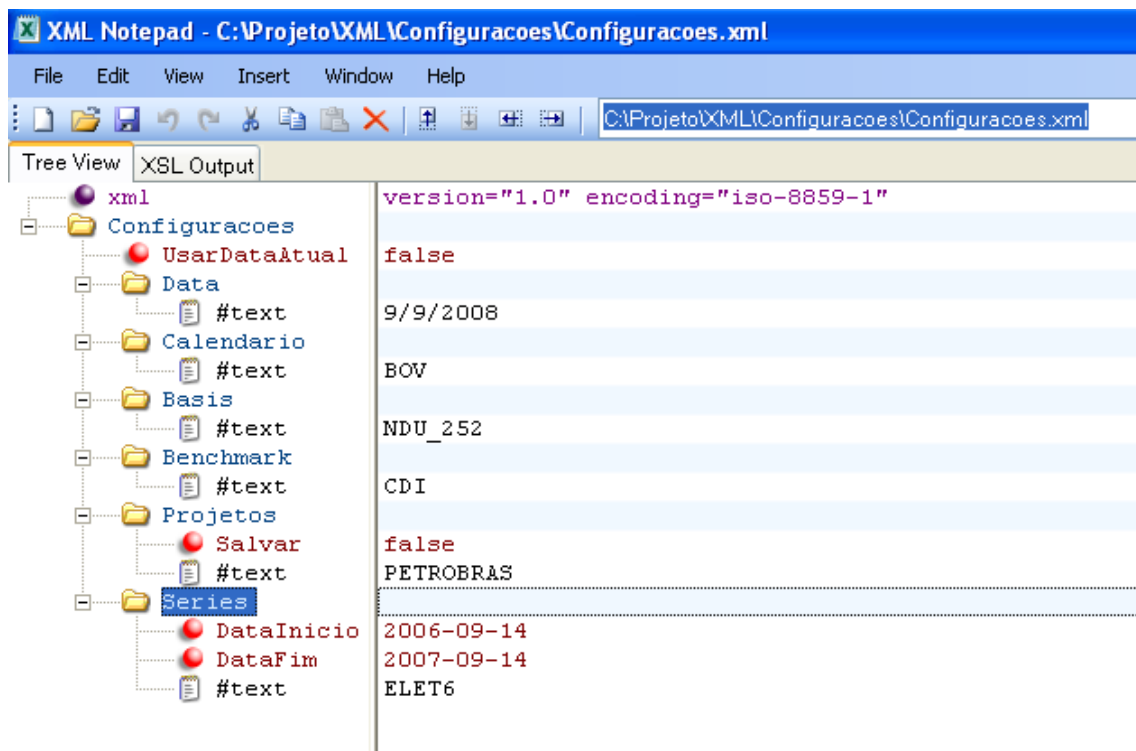 XML Notepad - C:\Projeto\XML\Configuracoes\Configuracoes.xml
File Edit View Insert Window Help
C:\Projeto\XML\Configuracoes\Configuracoes.xml
Tree View XSL Output
xml version="1.0" encoding="iso-8859-1"
Configuracoes
UsarDataAtual false
Data
#text 9/9/2008
Calendario
#text BOV
Basis
#text NDU_252
Benchmark
#text CDI
Projetos
Salvar false
#text PETROBRAS
Series
DataInicio 2006-09-14
DataFim 2007-09-14
#text ELET6